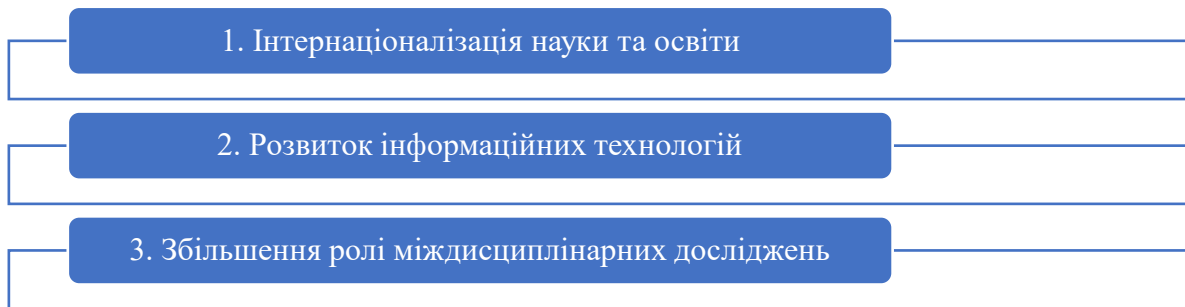 1. Інтернаціоналізація науки та освіти
2. Розвиток інформаційних технологій
3. Збільшення ролі міждисциплінарних досліджень